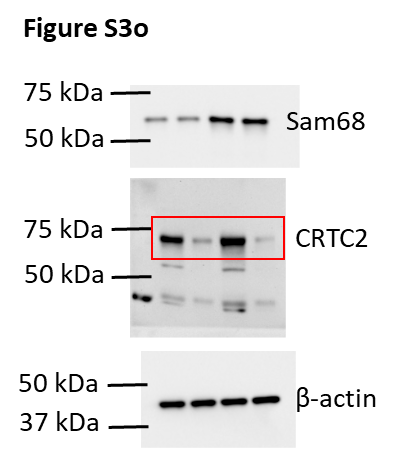 Figure S3o
75 kDa
Sam68
50 kDa
75 kDa
CRTC2
50 kDa
50 kDa
β-actin
37 kDa